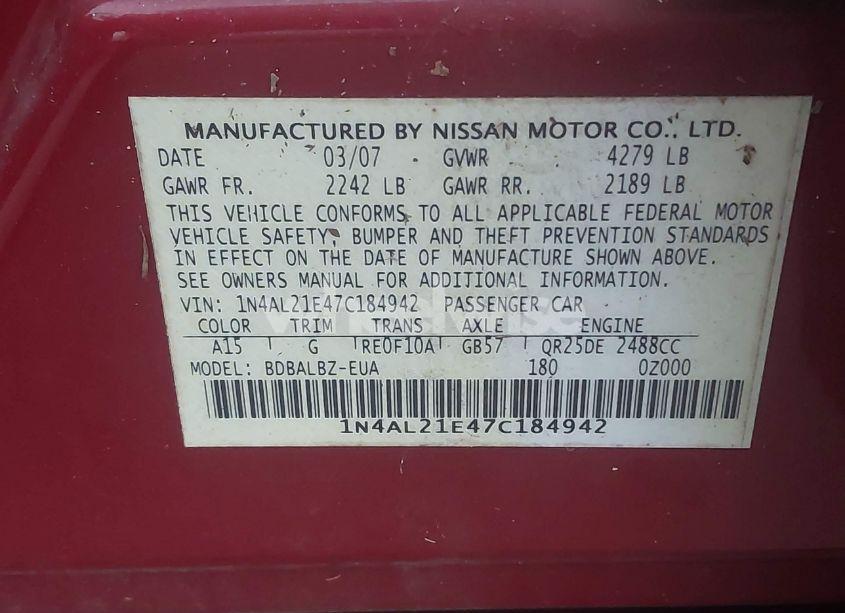 MANUFACTURED BY NISSAN MOTOR CO., LTD.
DATE 03/07 GVWR 4279 LB
GAWR FR. 2242 LB GAWR RR. 2189 LB
THIS VEHICLE CONFORMS TO ALL APPLICABLE FEDERAL MOTOR
VEHICLE SAFETY, BUMPER AND THEFT PREVENTION STANDARDS
IN EFFECT ON THE DATE OF MANUFACTURE SHOWN ABOVE.
SEE OWNERS MANUAL FOR ADDITIONAL INFORMATION.
VIN: 1N4AL21E47C184942 PASSENGER CAR
COLOR TRIM TRANS AXLE ENGINE
A15 G RE0F10A GB57 QR25DE 2488CC
MODEL: BDBALBZ-EUA 180 0Z000
1N4AL21E47C184942